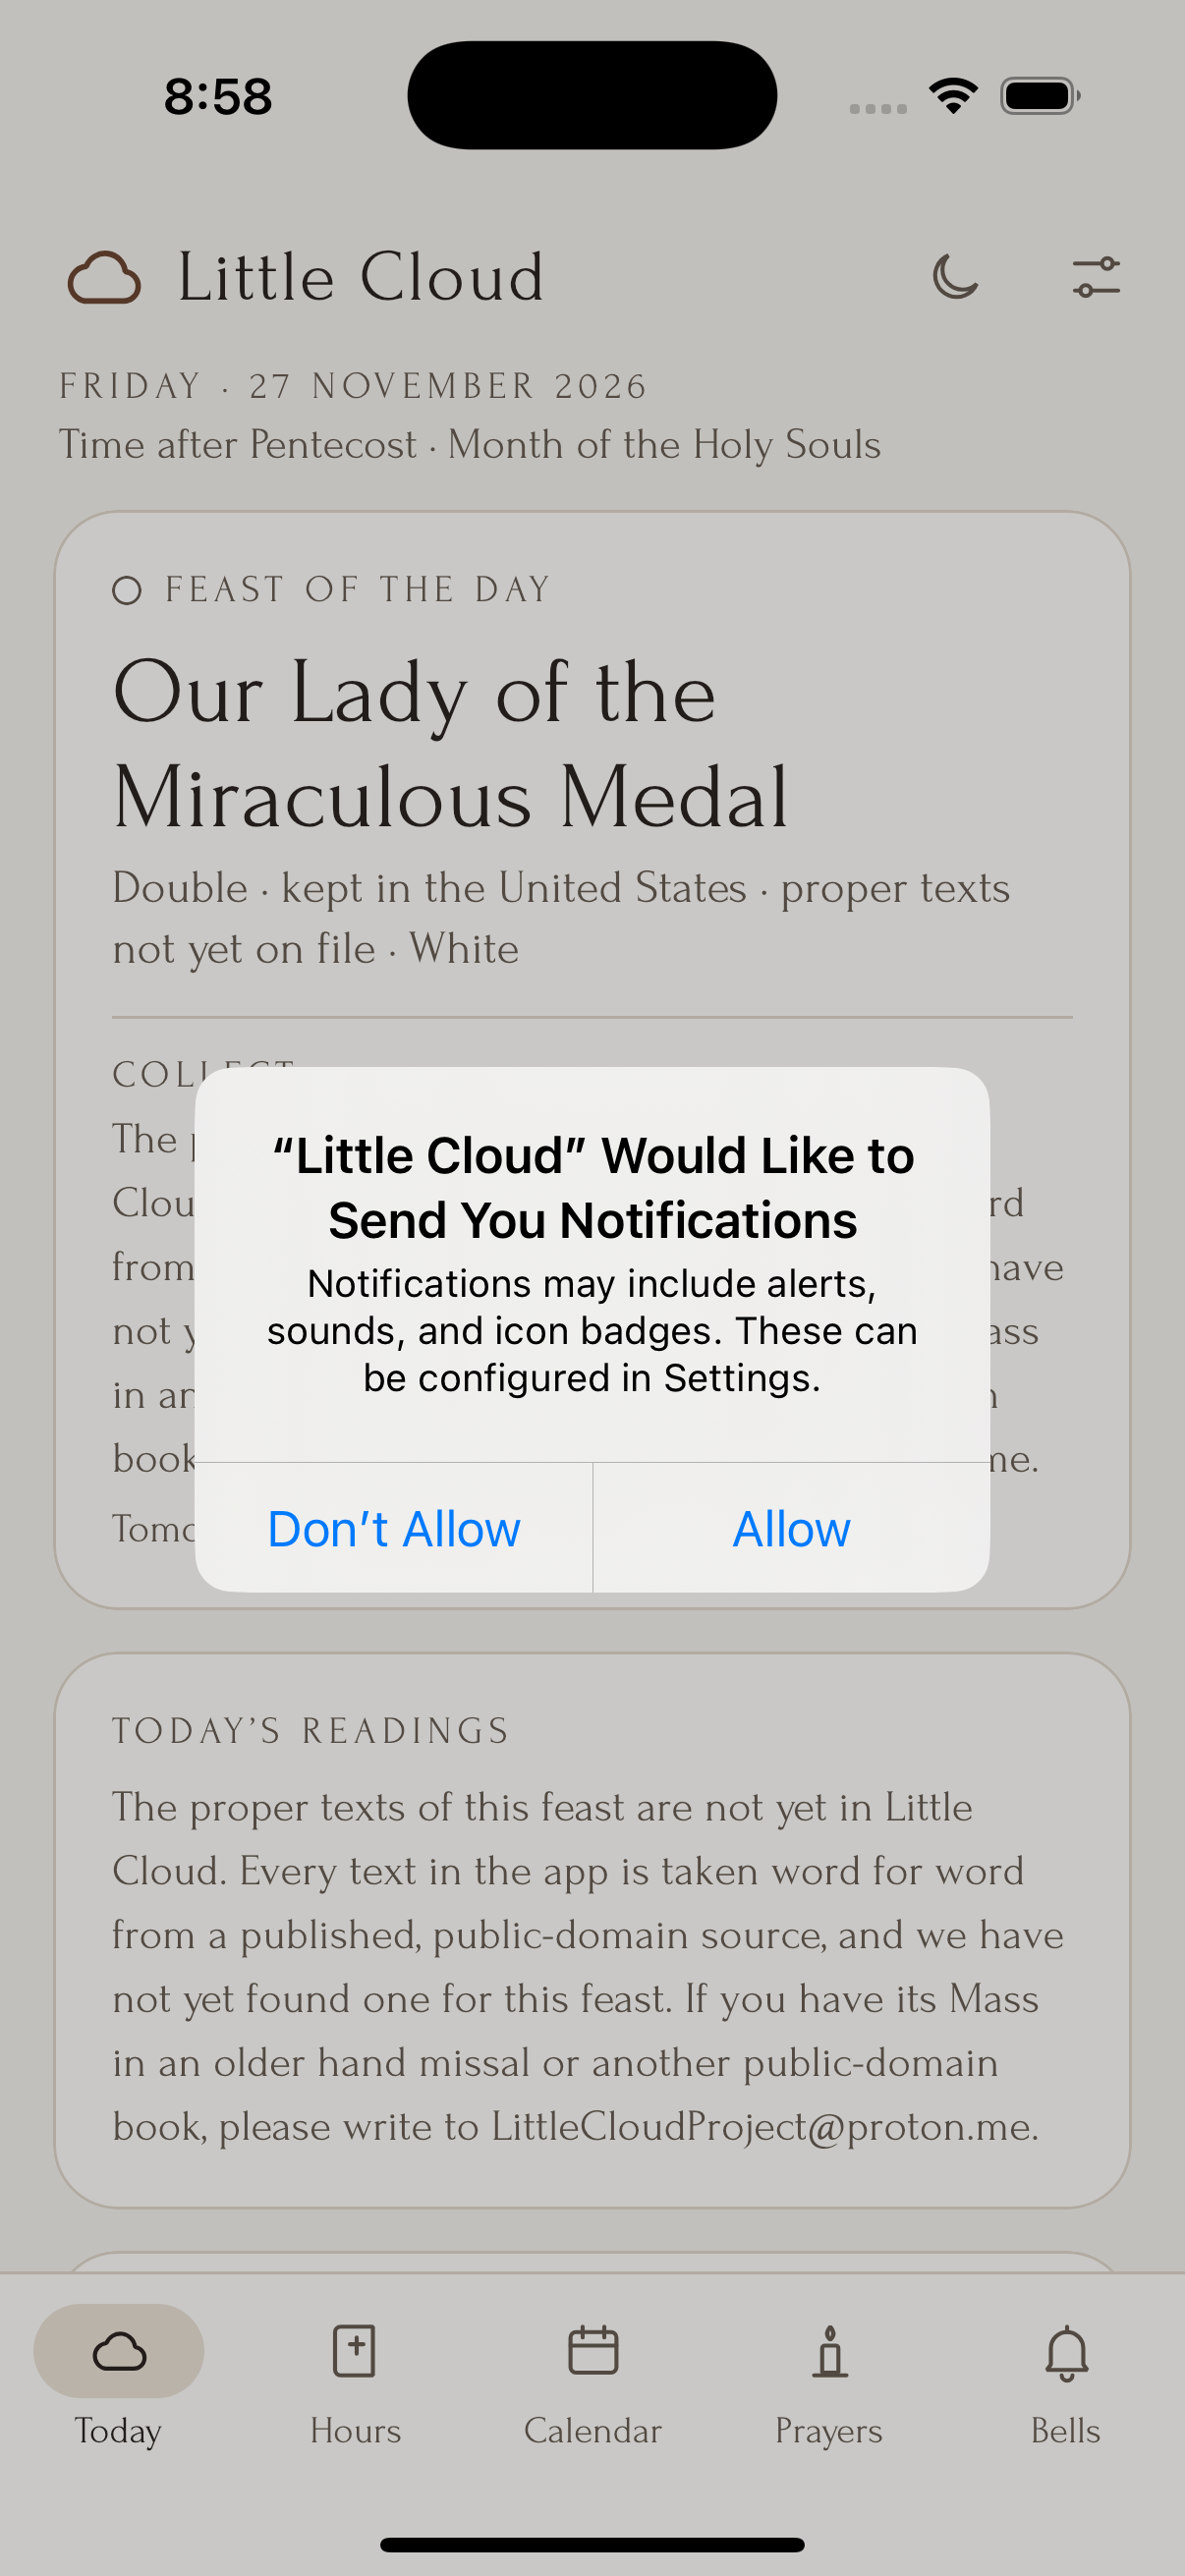 8:58
Little Cloud
FRIDAY · 27 NOVEMBER 2026
Time after Pentecost · Month of the Holy Souls
FEAST OF THE DAY
Our Lady of the
Miraculous Medal
Double · kept in the United States · proper texts
not yet on file · White
The
from
not
have
in
“Little Cloud” Would Like to
Send You Notifications
Notifications may include alerts,
sounds, and icon badges. These can
be configured in Settings.
Don’t Allow
Allow
TODAY’S READINGS
The proper texts of this feast are not yet in Little
Cloud. Every text in the app is taken word for word
from a published, public-domain source, and we have
not yet found one for this feast. If you have its Mass
in an older hand missal or another public-domain
book, please write to LittleCloudProject@proton.me.
Today
Hours
Calendar
Prayers
Bells